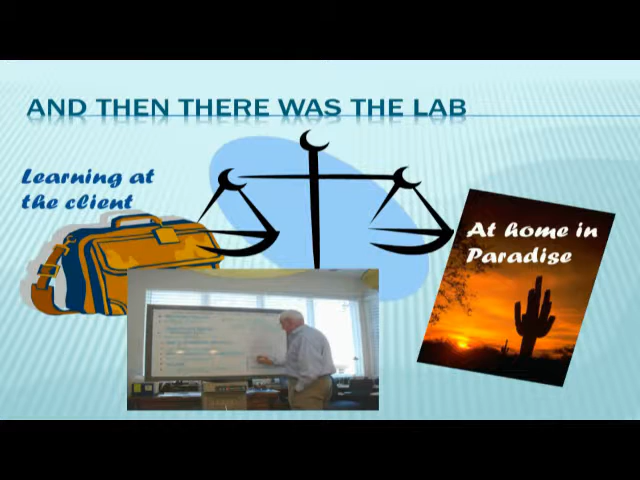 AND THEN THERE WAS THE LAB
Learning at
the client
At home in
Paradise